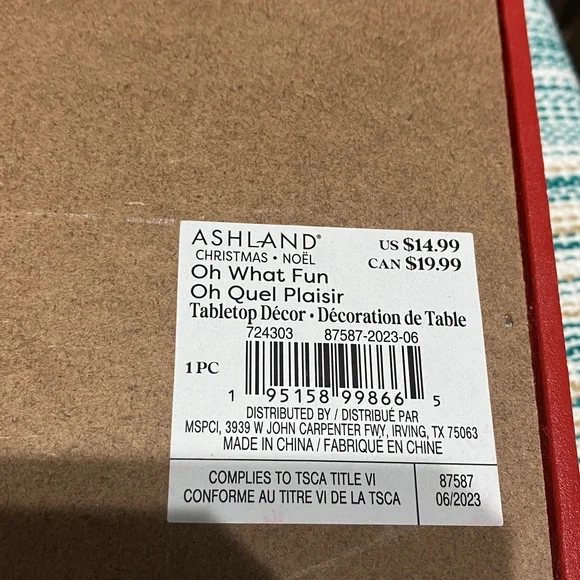 ASHLAND®
US $14.99
CHRISTMAS • NOËL
CAN $19.99
Oh What Fun
Oh Quel Plaisir
Tabletop Décor • Décoration de Table
724303 87587-2023-06
1 PC
1 95158 99866 5
DISTRIBUTED BY / DISTRIBUÉ PAR
MSPCI, 3939 W JOHN CARPENTER FWY, IRVING, TX 75063
MADE IN CHINA / FABRIQUÉ EN CHINE
COMPLIES TO TSCA TITLE VI
CONFORME AU TITRE VI DE LA TSCA
87587
06/2023